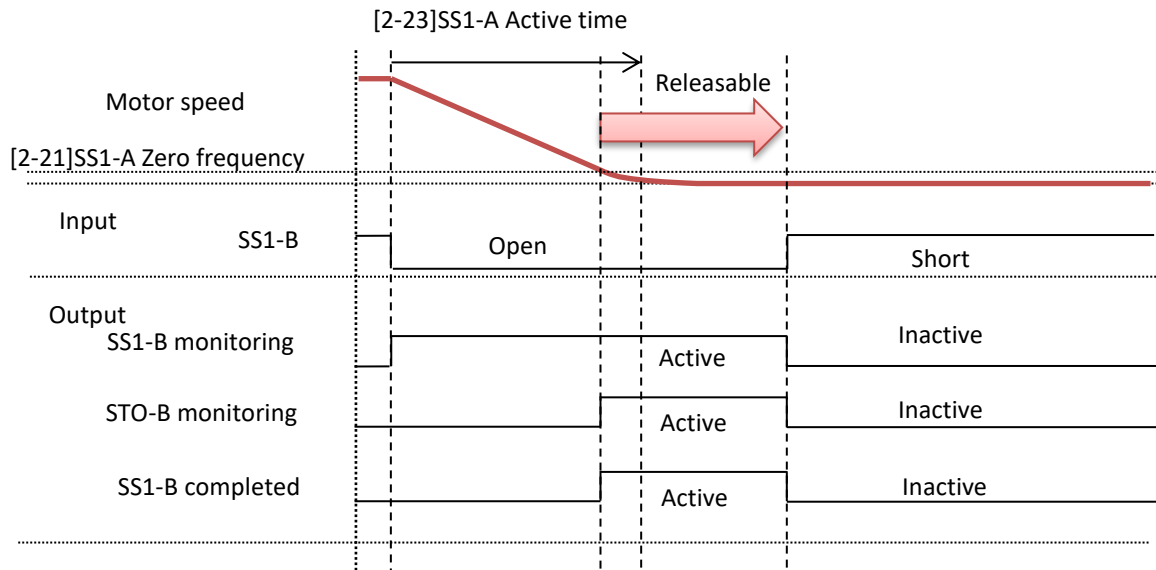 [2-23]SS1-A Active time
Releasable
Motor speed
[2-21]SS1-A Zero frequency
Input
SS1-B
Open
Short
Output
SS1-B monitoring
Active
Inactive
STO-B monitoring
Active
Inactive
SS1-B completed
Active
Inactive